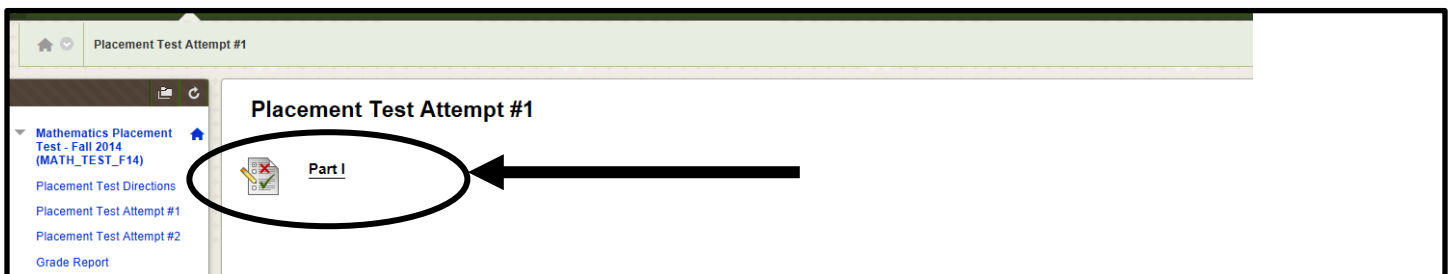 Placement Test Attempt #1
Mathematics Placement
Test - Fall 2014
(MATH_TEST_F14)
Placement Test Directions
Placement Test Attempt #1
Placement Test Attempt #2
Grade Report
Placement Test Attempt #1
Part I